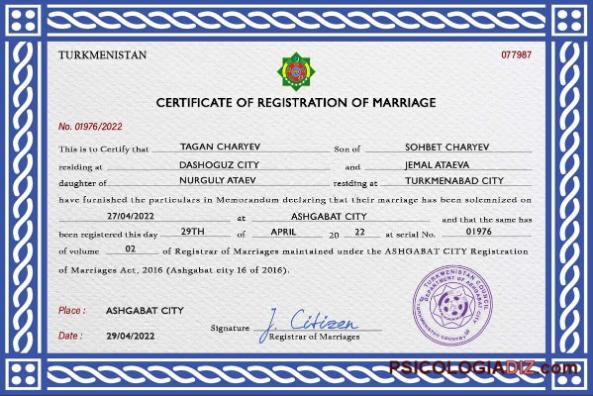 TURKMENISTAN 077987
CERTIFICATE OF REGISTRATION OF MARRIAGE
No. 01976/2022
This is to Certify that TAGAN CHARYEV Son of SOHBET CHARYEV
residing at DASHOGUZ CITY and JEMAL ATAEVA
daughter of NURGULY ATAEV residing at TURKMENABAD CITY
have furnished the particulars in Memorandum declaring that their marriage has been solemnized on
27/04/2022 at ASHGABAT CITY and that the same has
been registered this day 29TH of APRIL 20 22 at serial No. 01976
of volume 02 of Registrar of Marriages maintained under the ASHGABAT CITY Registration
of Marriages Act, 2016 (Ashgabat city 16 of 2016).
Place : ASHGABAT CITY
Date : 29/04/2022
Signature J. Citizen
Registrar of Marriages
TURKMENISTAN COUNCIL
DEPARTMENT OF ASHGABAT CITY
PSICOLOGIADIZ.com